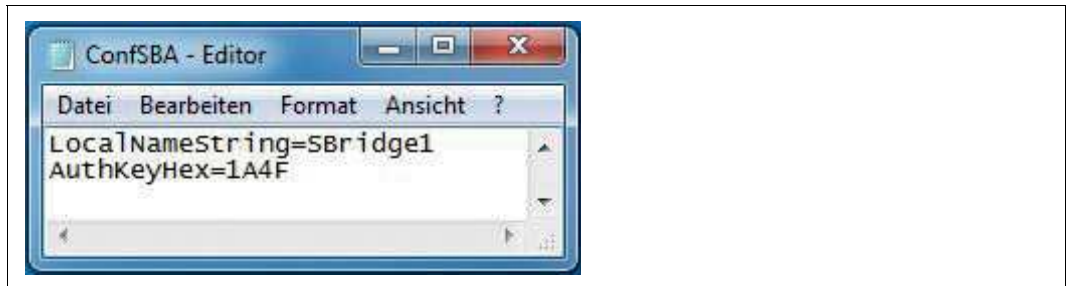 ConfSBA - Editor
Datei Bearbeiten Format Ansicht ?
LocalNameString=SBridge1
AuthKeyHex=1A4F